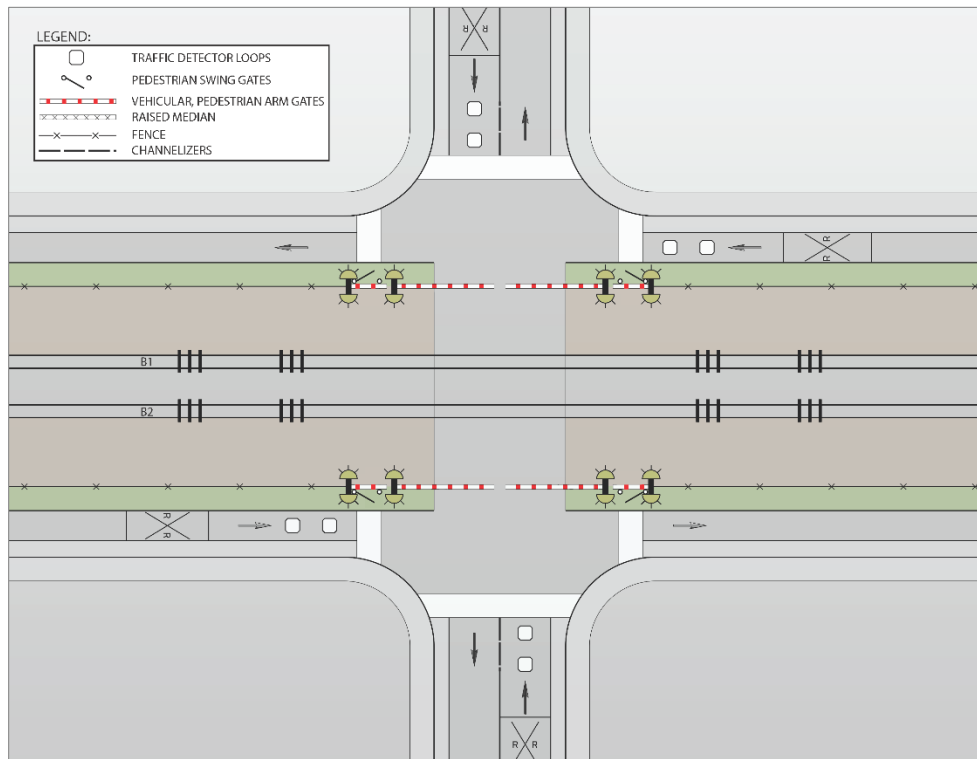 LEGEND:
TRAFFIC DETECTOR LOOPS
PEDESTRIAN SWING GATES
VEHICULAR, PEDESTRIAN ARM GATES
RAISED MEDIAN
FENCE
CHANNELIZERS
R R
R R
B1
B2
R R
R R